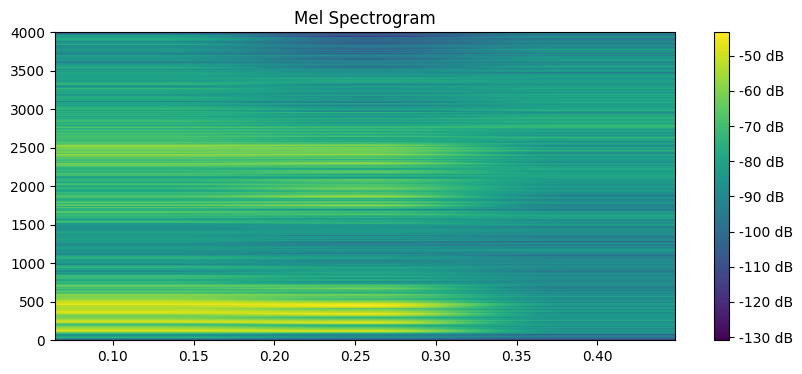 Mel Spectrogram
4000
3500
3000
2500
2000
1500
1000
500
0
0.10 0.15 0.20 0.25 0.30 0.35 0.40
-50 dB
-60 dB
-70 dB
-80 dB
-90 dB
-100 dB
-110 dB
-120 dB
-130 dB